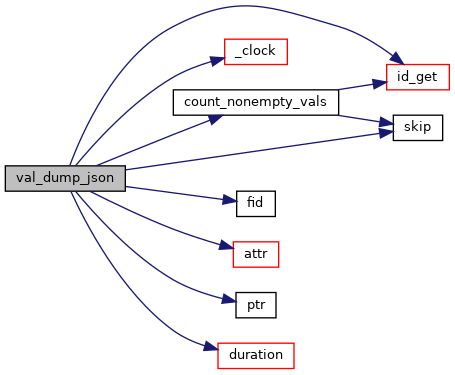 _clock
id_get
count_nonempty_vals
skip
val_dump_json
fid
attr
ptr
duration